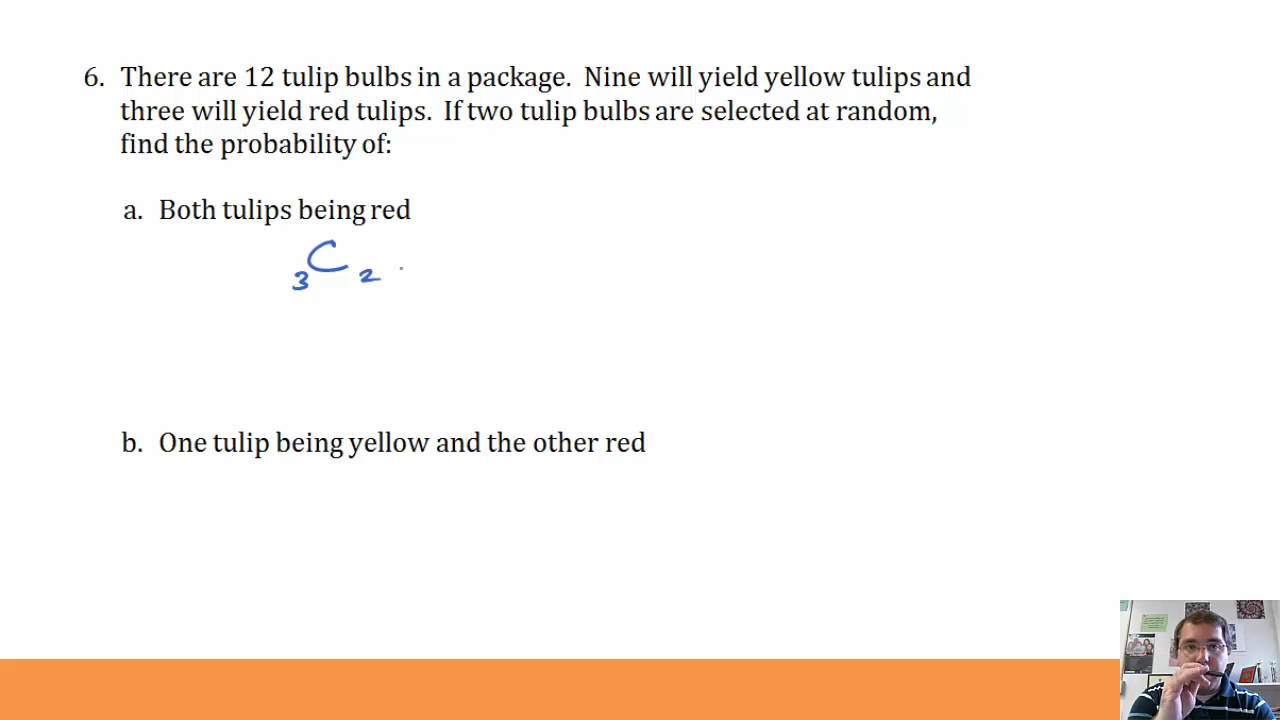 6. There are 12 tulip bulbs in a package. Nine will yield yellow tulips and
three will yield red tulips. If two tulip bulbs are selected at random,
find the probability of:
a. Both tulips being red
₃C₂
b. One tulip being yellow and the other red